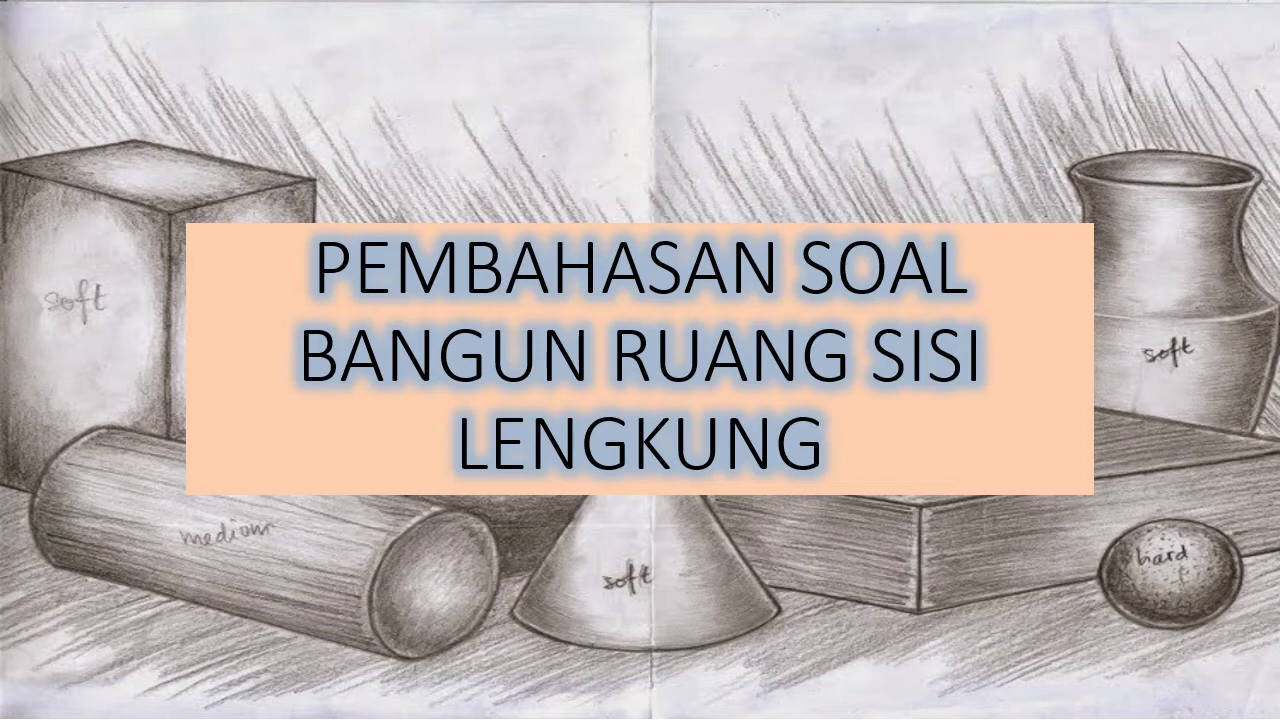 PEMBAHASAN SOAL
BANGUN RUANG SISI
LENGKUNG
soft
soft
medium
soft
hard